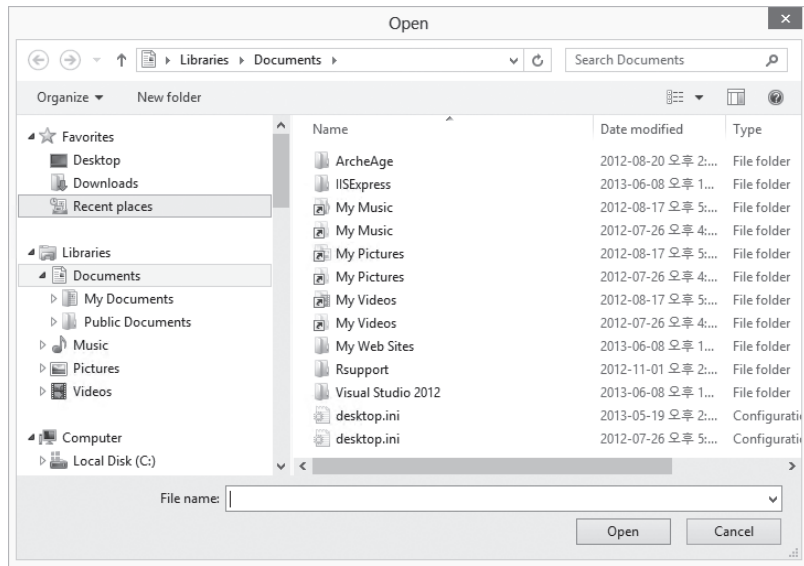 Open
Libraries Documents
Search Documents
Organize New folder
Favorites
Desktop
Downloads
Recent places
Libraries
Documents
My Documents
Public Documents
Music
Pictures
Videos
Computer
Local Disk (C:)
Name Date modified Type
ArcheAge 2012-08-20 오후 2:... File folder
IISExpress 2013-06-08 오후 1... File folder
My Music 2012-08-17 오후 5:... File folder
My Music 2012-07-26 오후 4:... File folder
My Pictures 2012-08-17 오후 5:... File folder
My Pictures 2012-07-26 오후 4:... File folder
My Videos 2012-08-17 오후 5:... File folder
My Videos 2012-07-26 오후 4:... File folder
My Web Sites 2013-06-08 오후 1... File folder
Rsupport 2012-11-01 오후 2:... File folder
Visual Studio 2012 2013-06-08 오후 1... File folder
desktop.ini 2013-05-19 오후 2:... Configurati
desktop.ini 2012-07-26 오후 5:... Configurati
File name:
Open Cancel